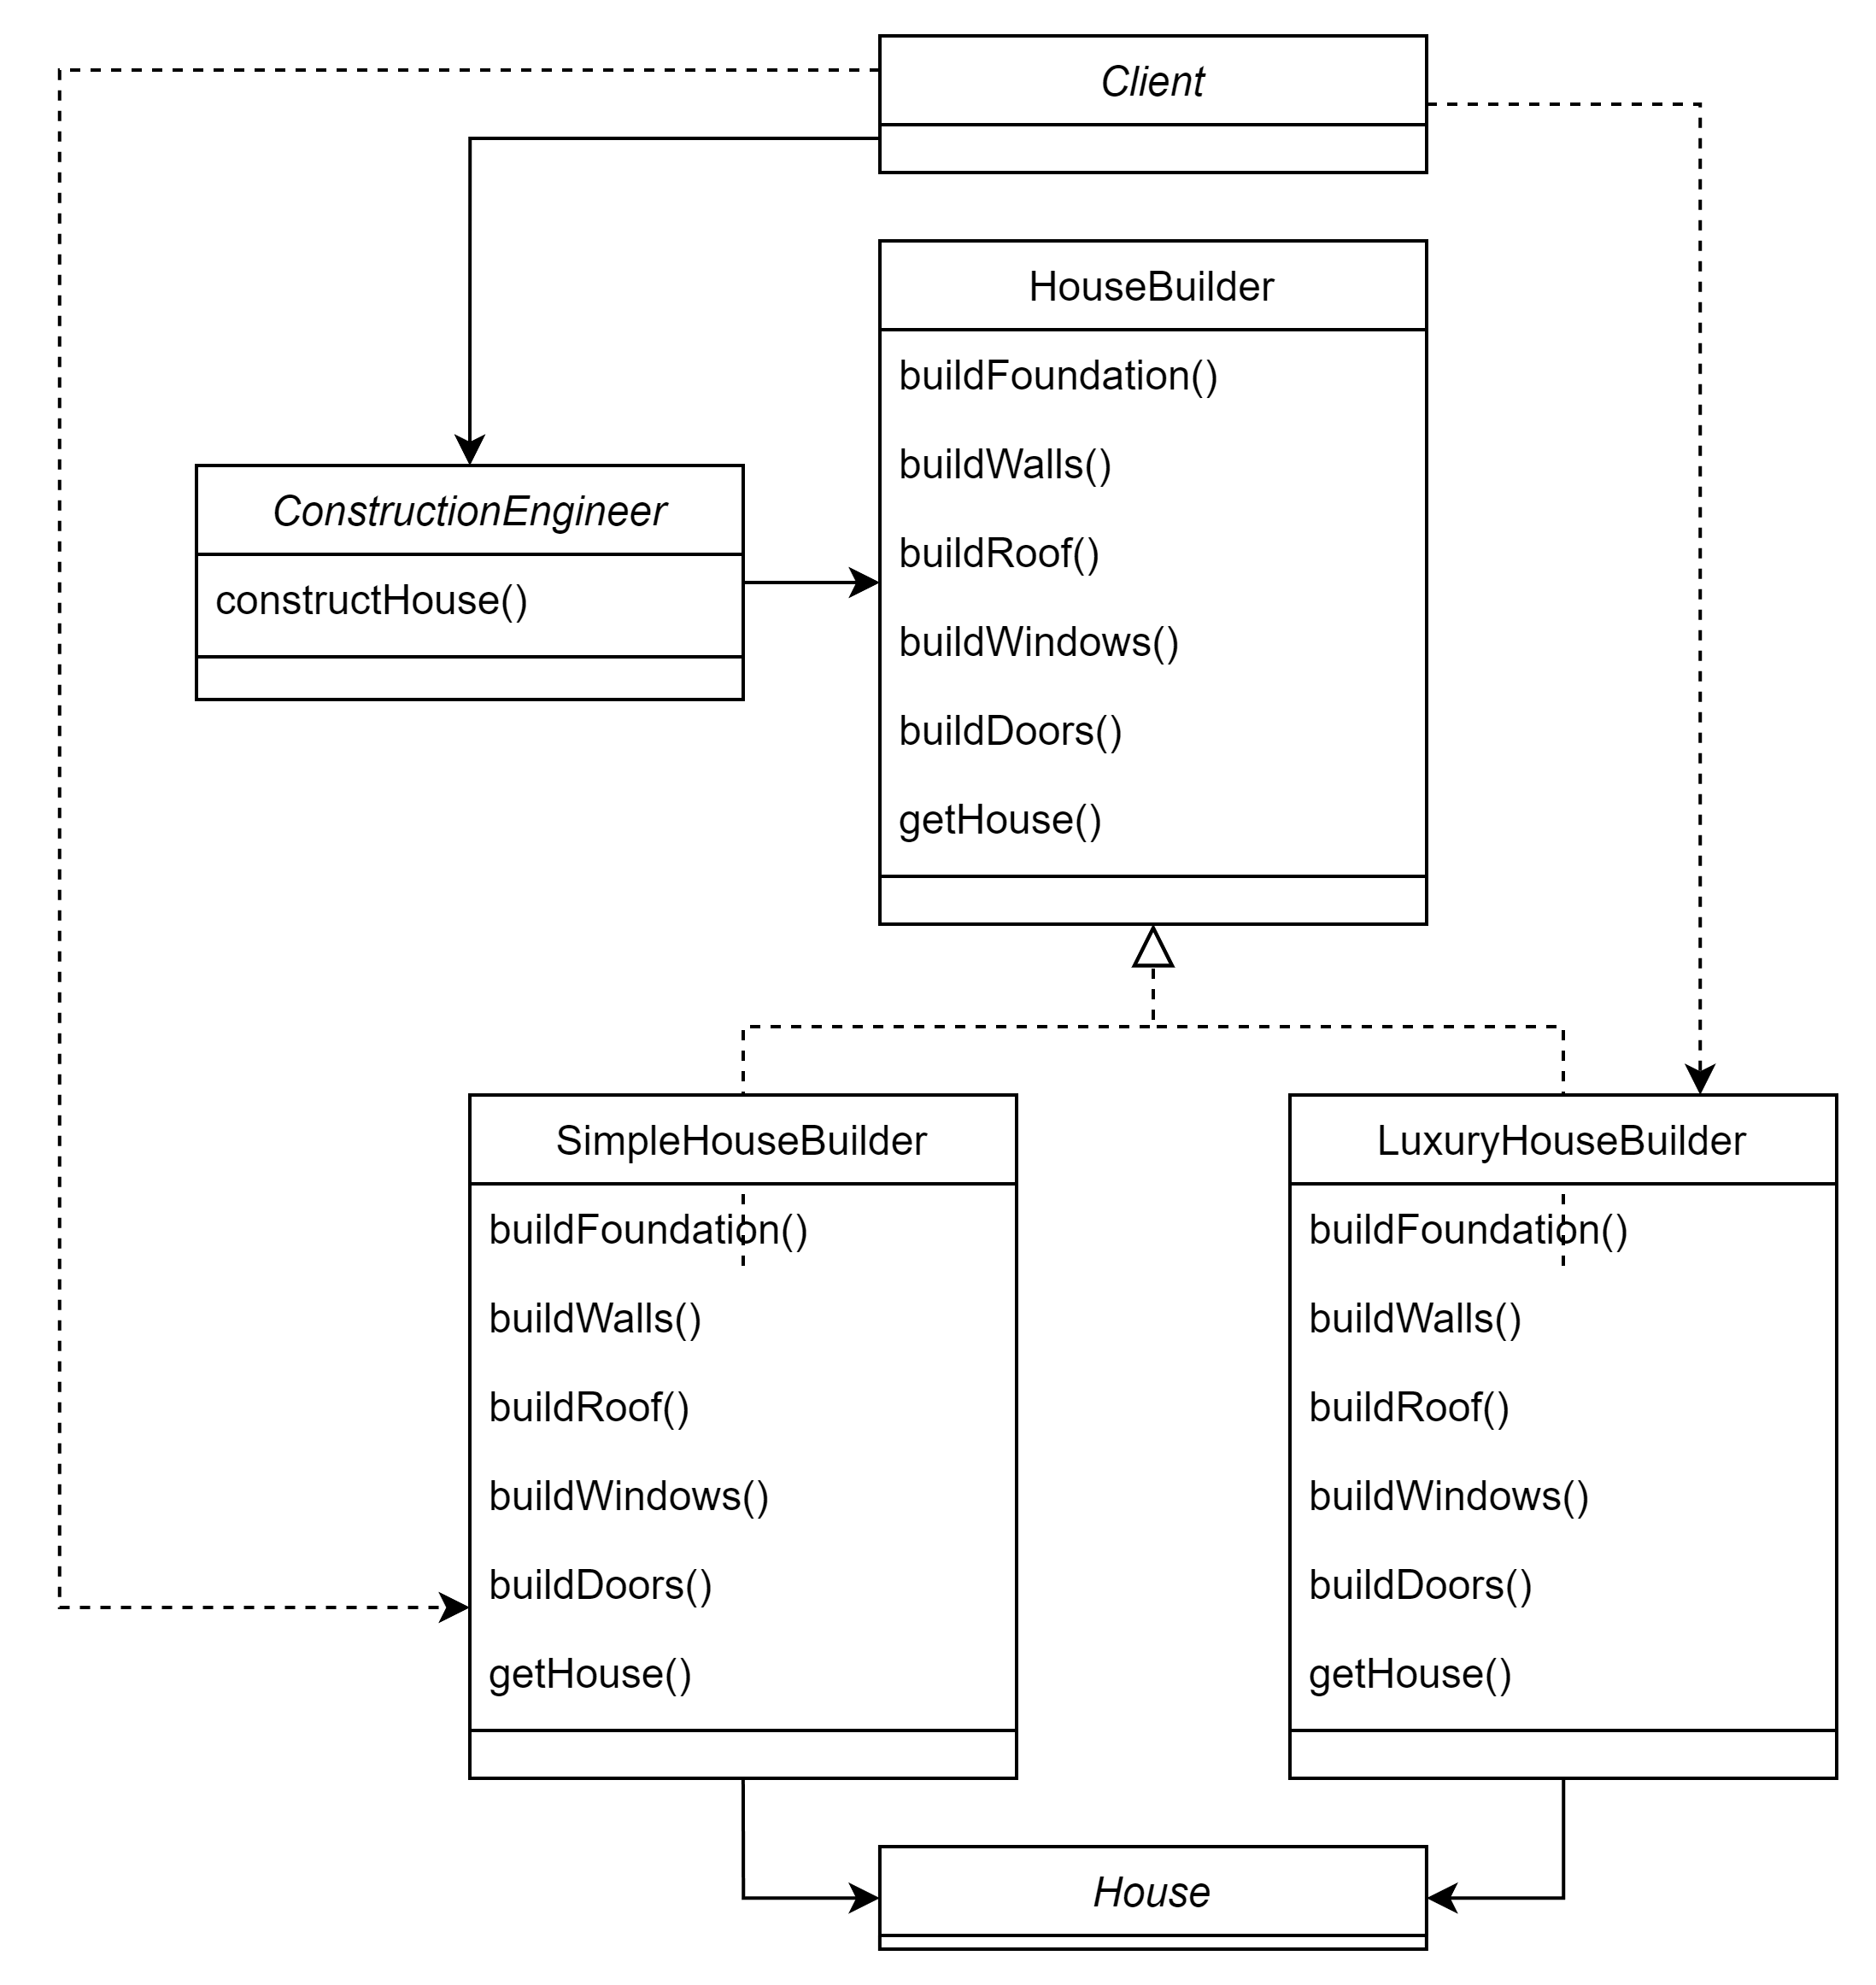 Client
HouseBuilder
buildFoundation()
buildWalls()
buildRoof()
buildWindows()
buildDoors()
getHouse()
ConstructionEngineer
constructHouse()
SimpleHouseBuilder
buildFoundation()
buildWalls()
buildRoof()
buildWindows()
buildDoors()
getHouse()
LuxuryHouseBuilder
buildFoundation()
buildWalls()
buildRoof()
buildWindows()
buildDoors()
getHouse()
House